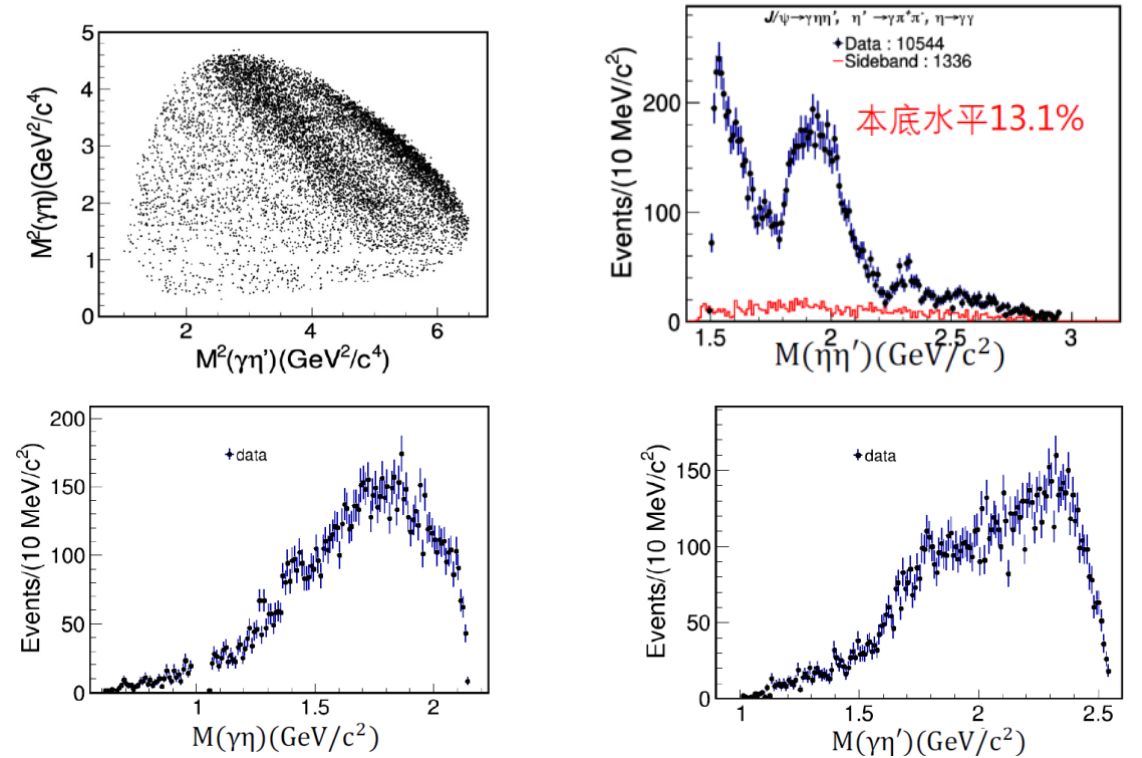 5
4
3
2
1
0
M²(γη)(GeV²/c⁴)
2
4
6
M²(γη')(GeV²/c⁴)
J/ψ→γηη', η' →γπ⁺π⁻, η→γγ
Data : 10544
Sideband : 1336
本底水平13.1%
200
100
0
Events/(10 MeV/c²)
1.5
2
2.5
3
M(ηη′)(GeV/c²)
200
150
100
50
0
Events/(10 MeV/c²)
data
1
1.5
2
M(γη)(GeV/c²)
150
100
50
0
Events/(10 MeV/c²)
data
1
1.5
2
2.5
M(γη′)(GeV/c²)